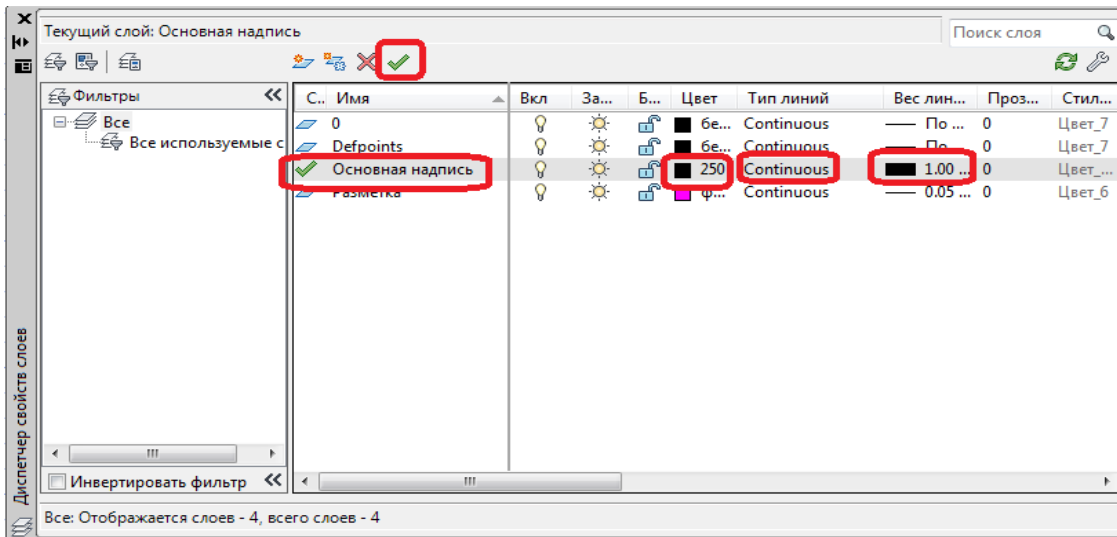 Текущий слой: Основная надпись
Поиск слоя
Фильтры
С.. Имя Вкл За... Б... Цвет Тип линий Вес лин... Проз... Стил...
Все
0 бе... Continuous По ... 0 Цвет_7
Все используемые с
Defpoints бе... Continuous По ... 0 Цвет_7
Основная надпись 250 Continuous 1.00 ... 0 Цвет_...
Разметка ф... Continuous 0.05 ... 0 Цвет_6
Инвертировать фильтр
Все: Отображается слоев - 4, всего слоев - 4
Диспетчер свойств слоев